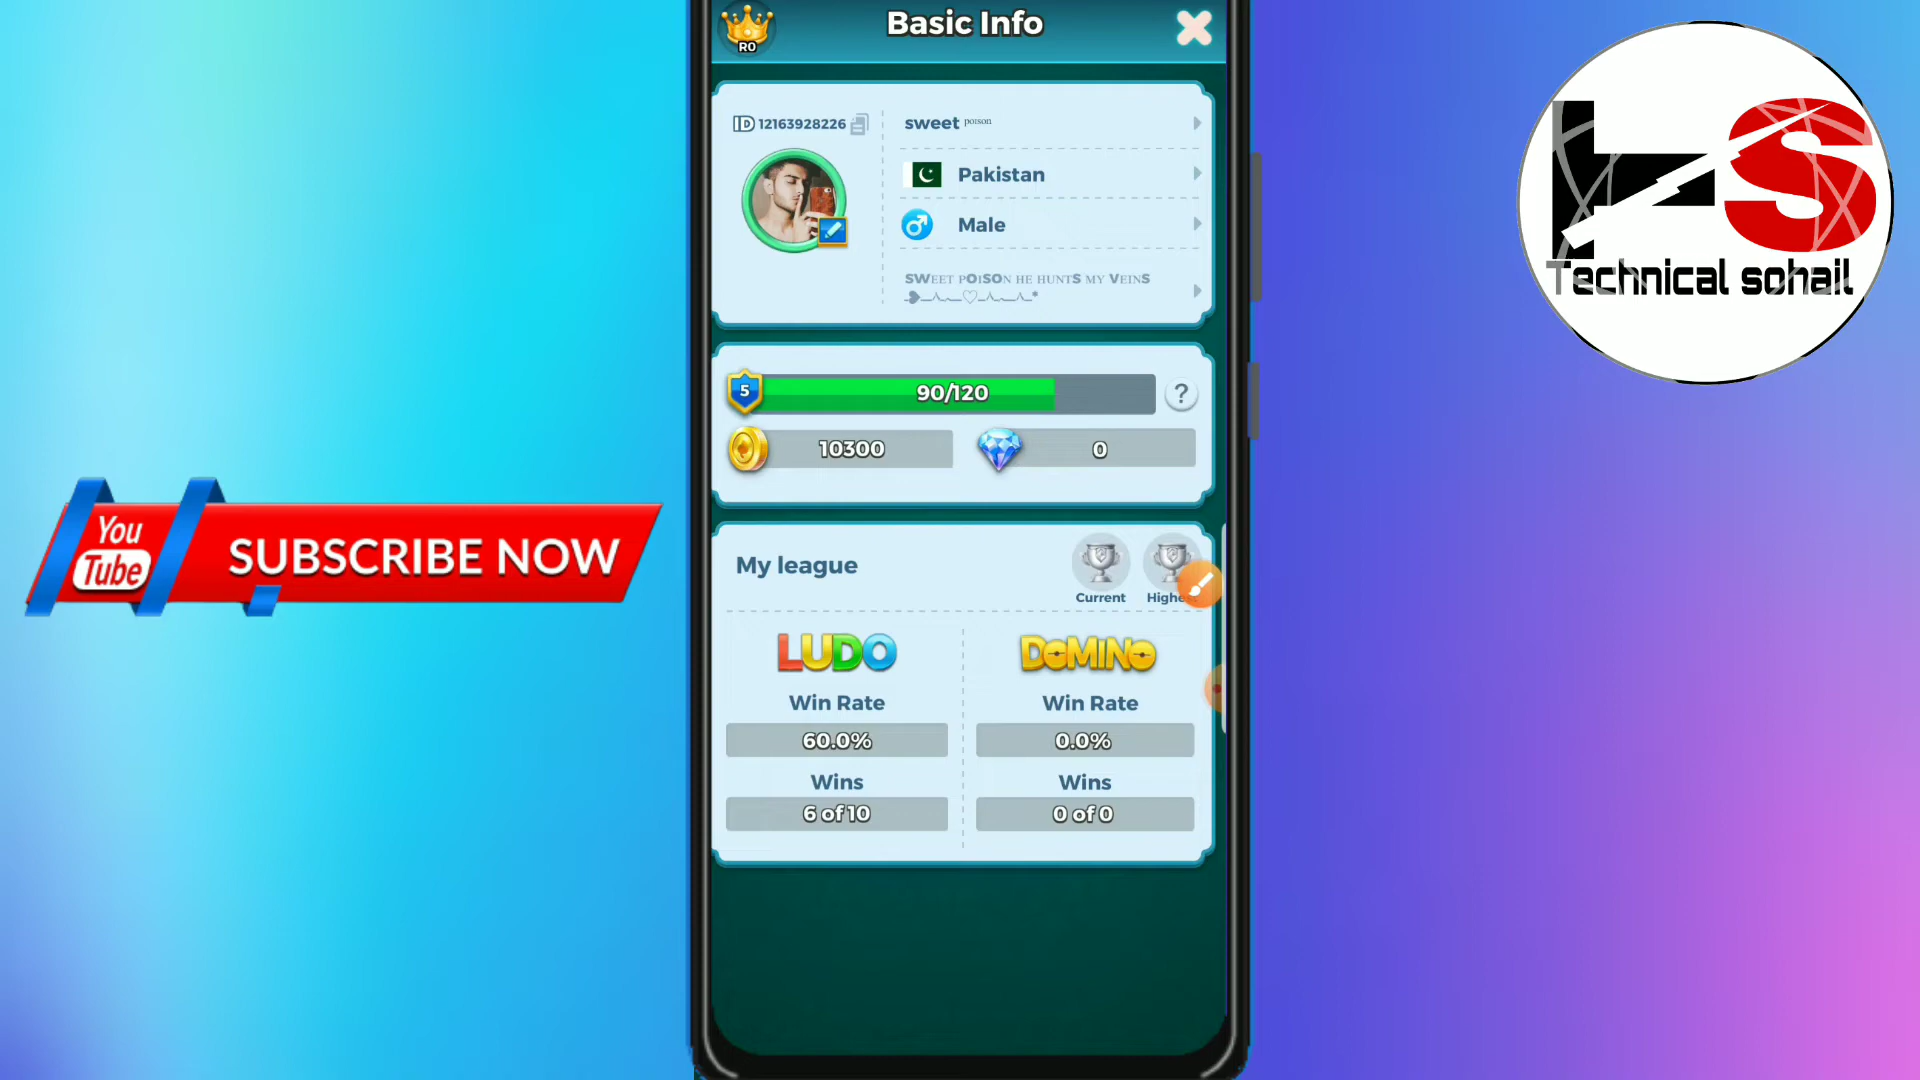 R0
Basic Info
ID 12163928226
sweet ᵖᵒⁱˢᵒⁿ
Pakistan
Male
SWEET POISON HE HUNTS MY VEINS
5
90/120
?
10300
0
My league
Current
Highe
LUDO
DOMINO
Win Rate
Win Rate
60.0%
0.0%
Wins
Wins
6 of 10
0 of 0
You
Tube
SUBSCRIBE NOW
S
Technical sohail